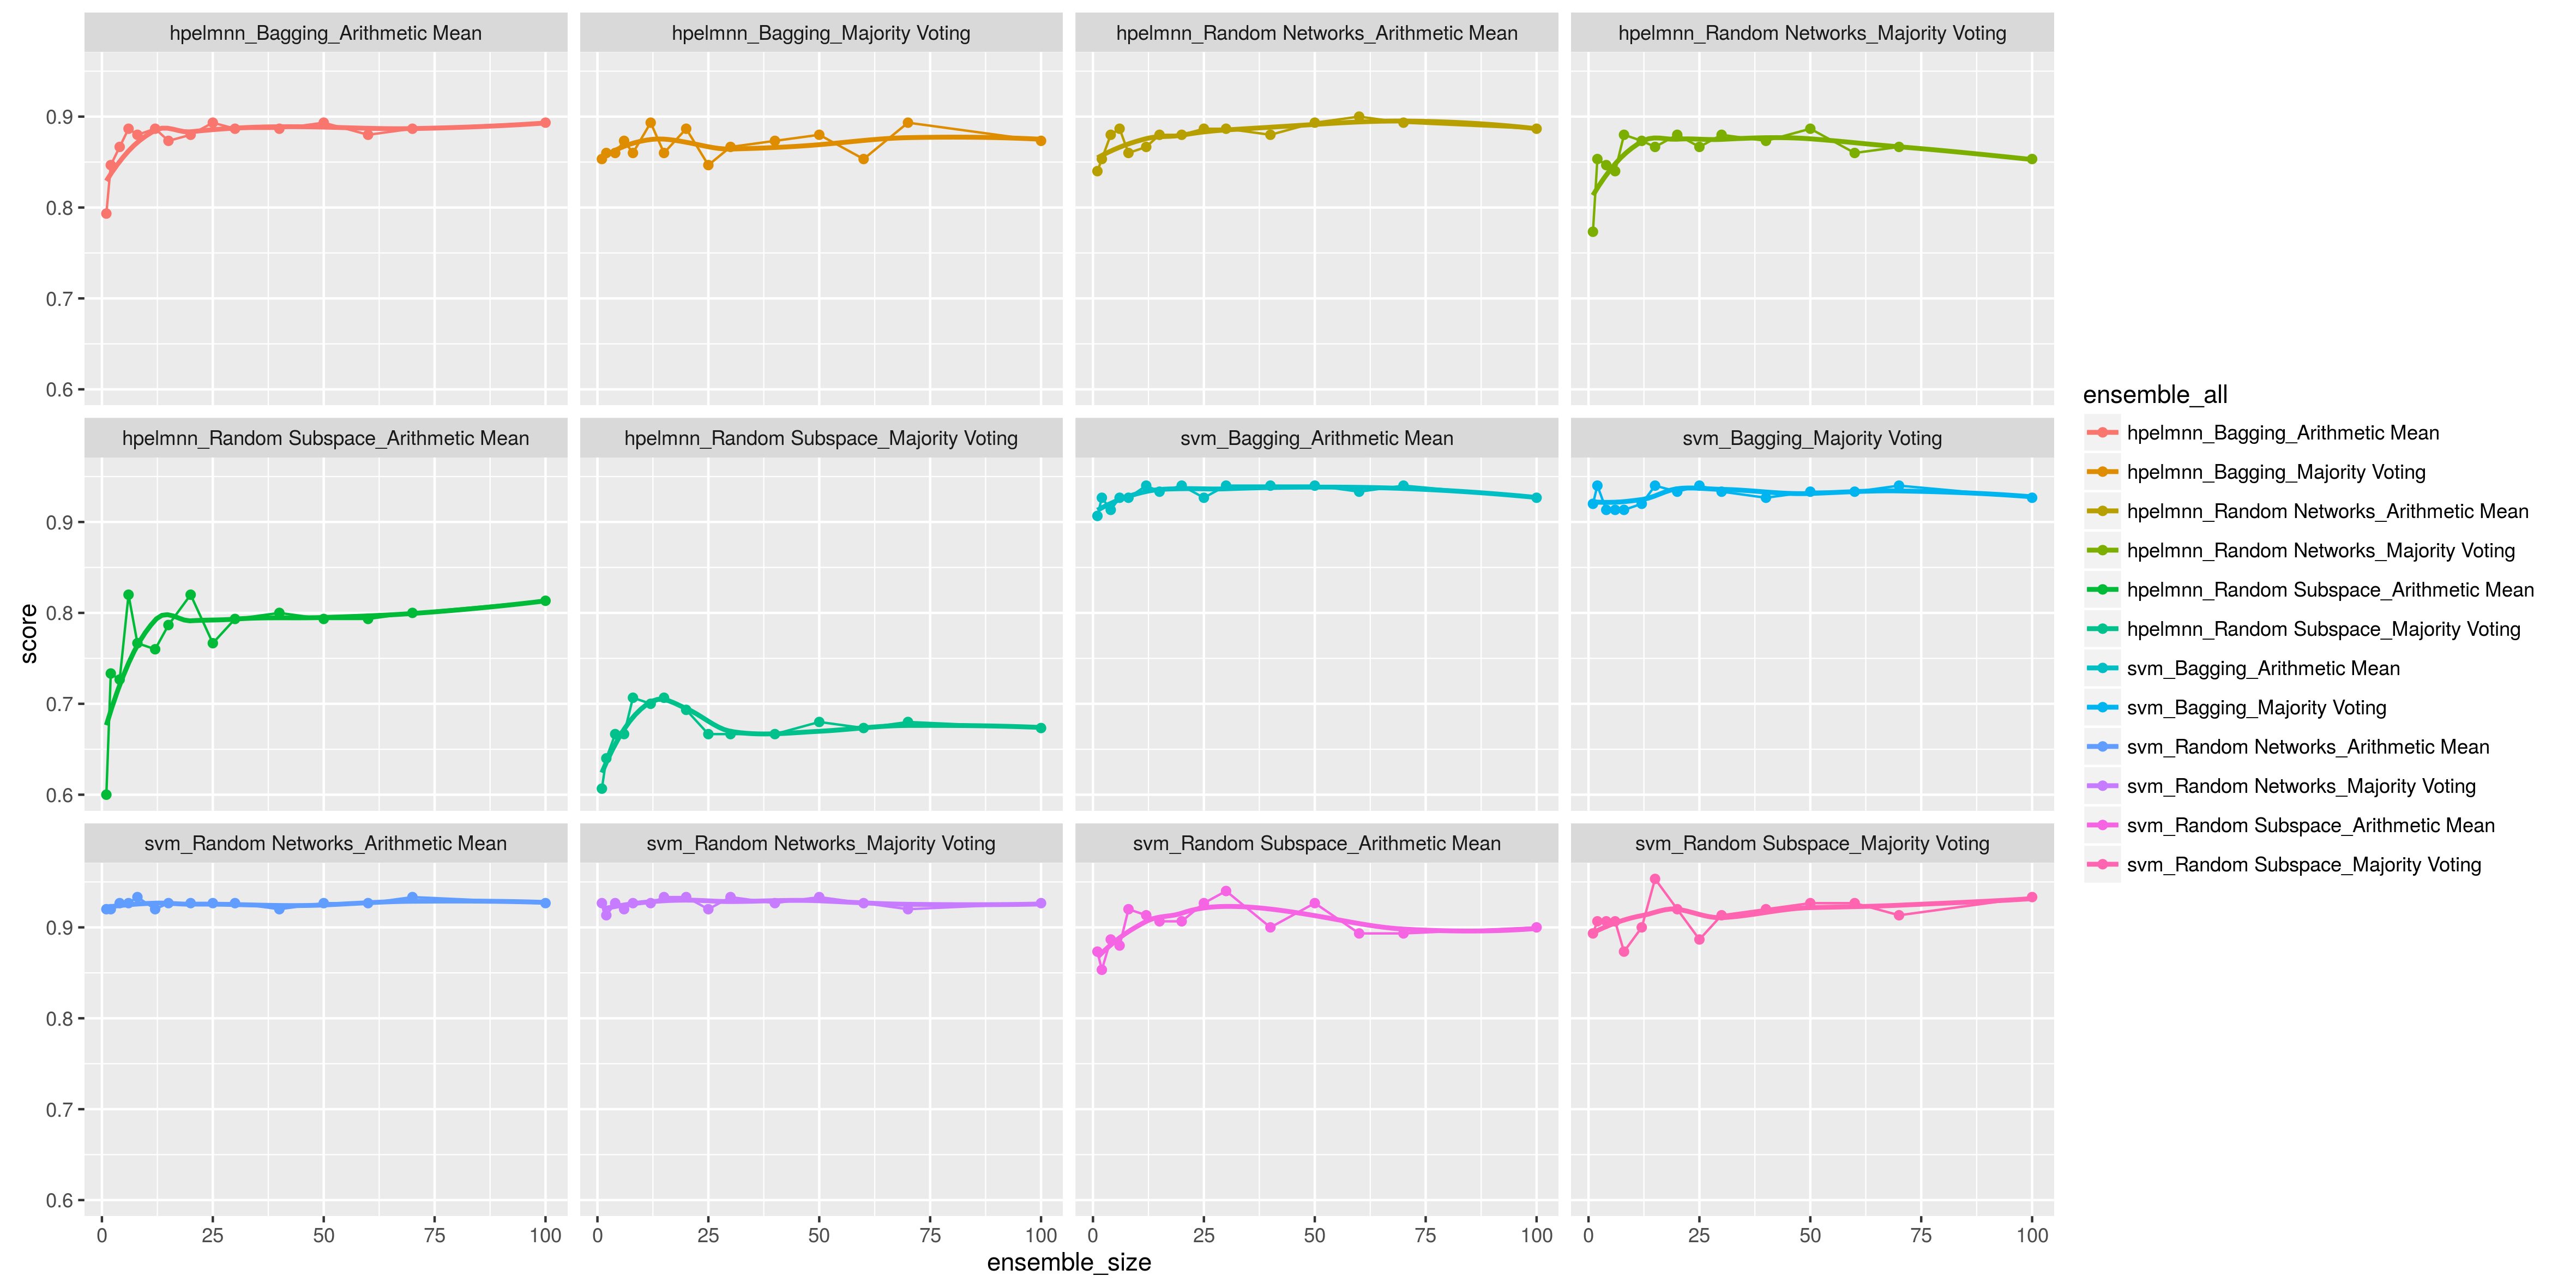 hpelmnn_Bagging_Arithmetic Mean
hpelmnn_Bagging_Majority Voting
hpelmnn_Random Networks_Arithmetic Mean
hpelmnn_Random Networks_Majority Voting
0.9
0.8
0.7
0.6
hpelmnn_Random Subspace_Arithmetic Mean
hpelmnn_Random Subspace_Majority Voting
svm_Bagging_Arithmetic Mean
svm_Bagging_Majority Voting
0.9
0.8
0.7
0.6
score
svm_Random Networks_Arithmetic Mean
svm_Random Networks_Majority Voting
svm_Random Subspace_Arithmetic Mean
svm_Random Subspace_Majority Voting
0.9
0.8
0.7
0.6
0 25 50 75 100
0 25 50 75 100
0 25 50 75 100
0 25 50 75 100
ensemble_size
ensemble_all
hpelmnn_Bagging_Arithmetic Mean
hpelmnn_Bagging_Majority Voting
hpelmnn_Random Networks_Arithmetic Mean
hpelmnn_Random Networks_Majority Voting
hpelmnn_Random Subspace_Arithmetic Mean
hpelmnn_Random Subspace_Majority Voting
svm_Bagging_Arithmetic Mean
svm_Bagging_Majority Voting
svm_Random Networks_Arithmetic Mean
svm_Random Networks_Majority Voting
svm_Random Subspace_Arithmetic Mean
svm_Random Subspace_Majority Voting